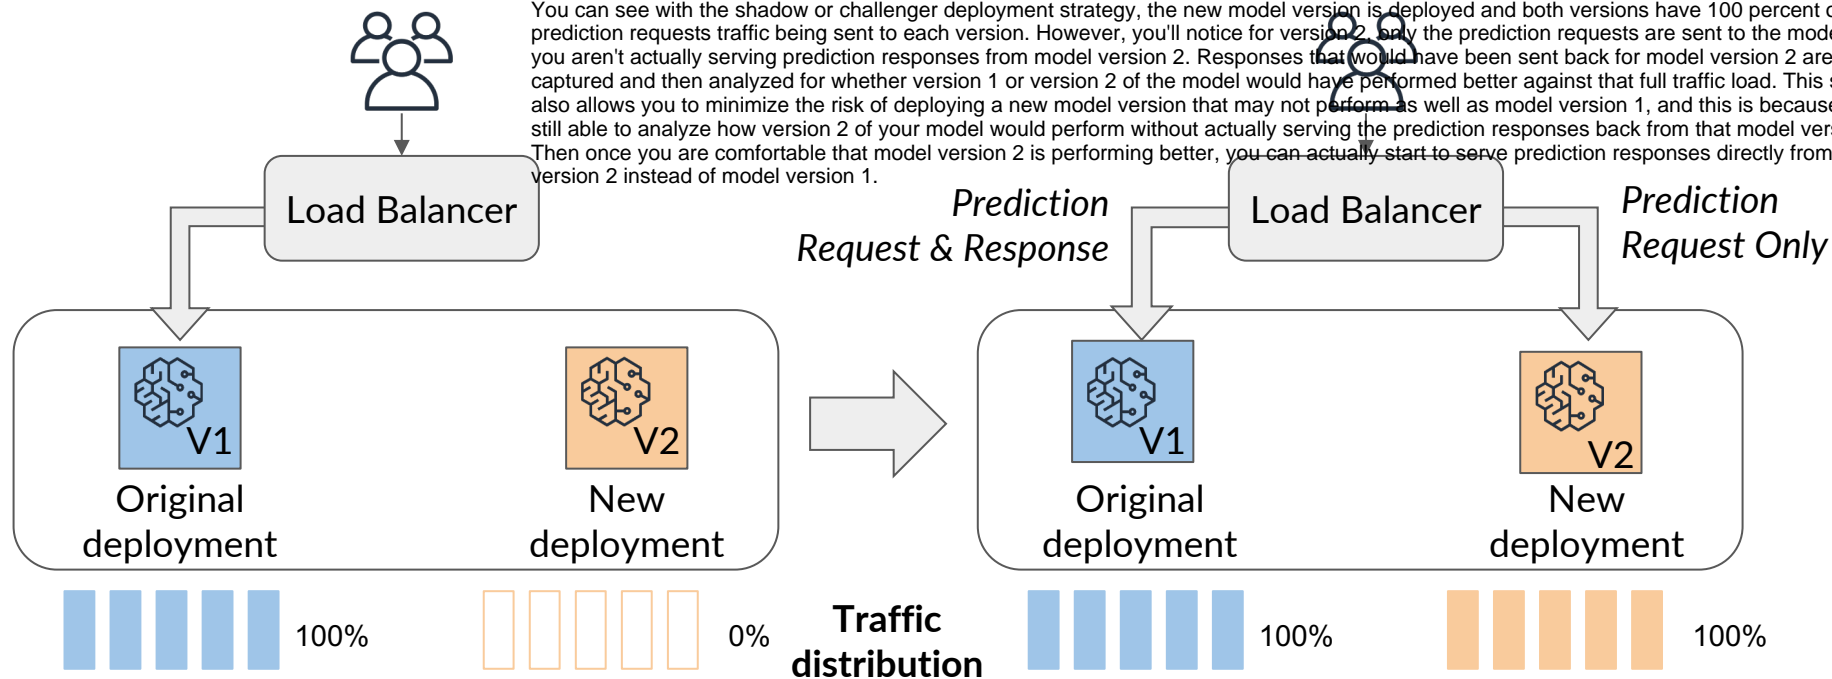 You can see with the shadow or challenger deployment strategy, the new model version is deployed and both versions have 100 percent
prediction requests traffic being sent to each version. However, you'll notice for version 2, only the prediction requests are sent to the
you aren't actually serving prediction responses from model version 2. Responses that would have been sent back for model version 2 are
captured and then analyzed for whether version 1 or version 2 of the model would have performed better against that full traffic load. This
also allows you to minimize the risk of deploying a new model version that may not perform as well as model version 1, and this is because
still able to analyze how version 2 of your model would perform without actually serving the prediction responses back from that model
Then once you are comfortable that model version 2 is performing better, you can actually start to serve prediction responses directly from
version 2 instead of model version 1.
Load Balancer
Prediction
Request & Response
Load Balancer
Prediction
Request Only
V1
V2
V1
V2
Original
deployment
New
deployment
Original
deployment
New
deployment
100%
0%
Traffic
distribution
100%
100%